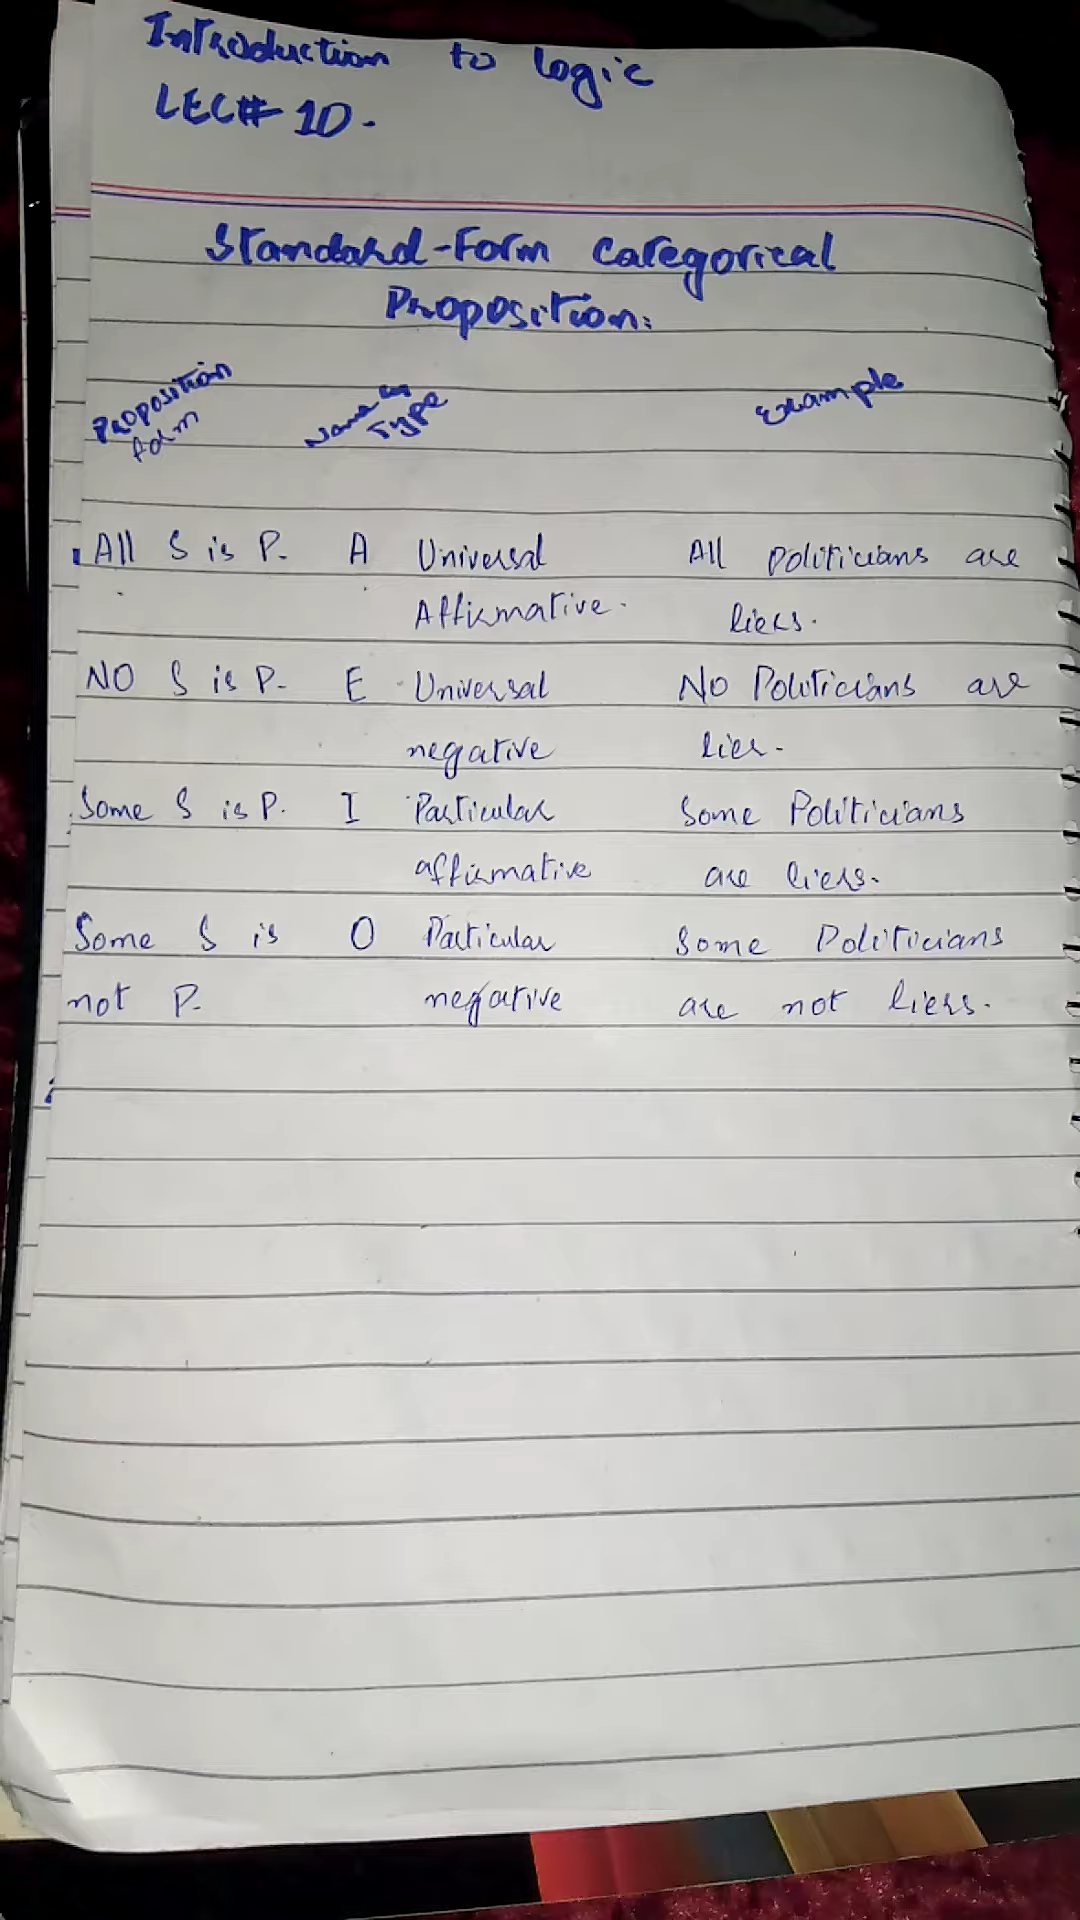 Introduction to logic
LEC# 10.
Standard-Form Categorical
Proposition:
Proposition form Name & Type Example
All S is P. A Universal All Politicians are
Affirmative. liers.
NO S is P. E Universal No Politicians are
negative lier.
Some S is P. I Particular Some Politicians
affirmative are liers.
Some S is O Particular Some Politicians
not P. negative are not liers.